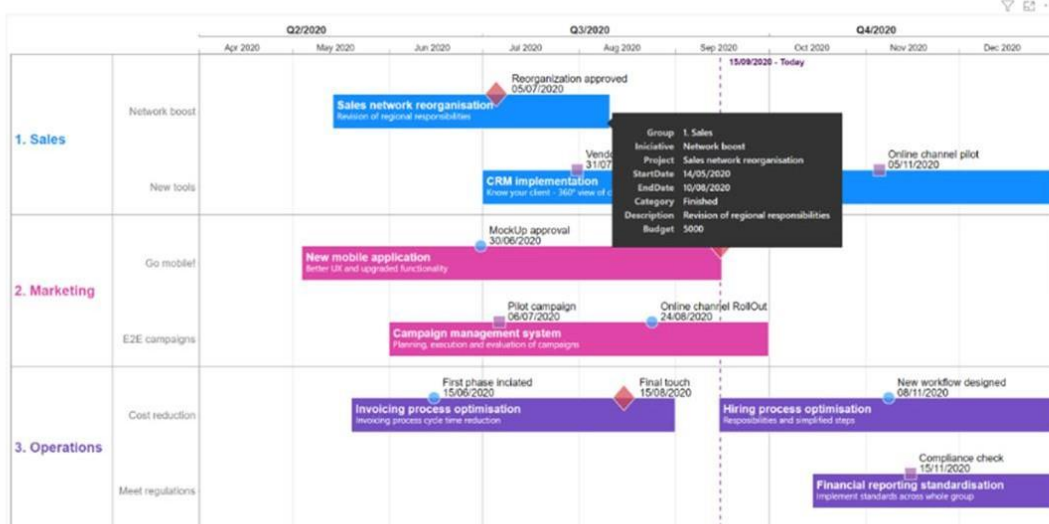 Q2/2020 Q3/2020 Q4/2020
Apr 2020 May 2020 Jun 2020 Jul 2020 Aug 2020 Sep 2020 Oct 2020 Nov 2020 Dec 2020
15/09/2020 - Today
1. Sales
Network boost
Reorganization approved
05/07/2020
Sales network reorganisation
Revision of regional responsibilities
New tools
Vend
31/07
Online channel pilot
05/11/2020
CRM implementation
Know your client - 360° view of c
Group 1. Sales
Iniciative Network boost
Project Sales network reorganisation
StartDate 14/05/2020
EndDate 10/08/2020
Category Finished
Description Revision of regional responsibilities
Budget 5000
2. Marketing
Go mobile!
MockUp approval
30/06/2020
New mobile application
Better UX and upgraded functionality
E2E campaigns
Pilot campaign
06/07/2020
Online channel RollOut
24/08/2020
Campaign management system
Planning, execution and evaluation of campaigns
3. Operations
Cost reduction
First phase inciated
15/06/2020
Final touch
15/08/2020
New workflow designed
08/11/2020
Invoicing process optimisation
Invoicing process cycle time reduction
Hiring process optimisation
Resposibilities and simplified steps
Meet regulations
Compliance check
15/11/2020
Financial reporting standardisation
Implement standards across whole group